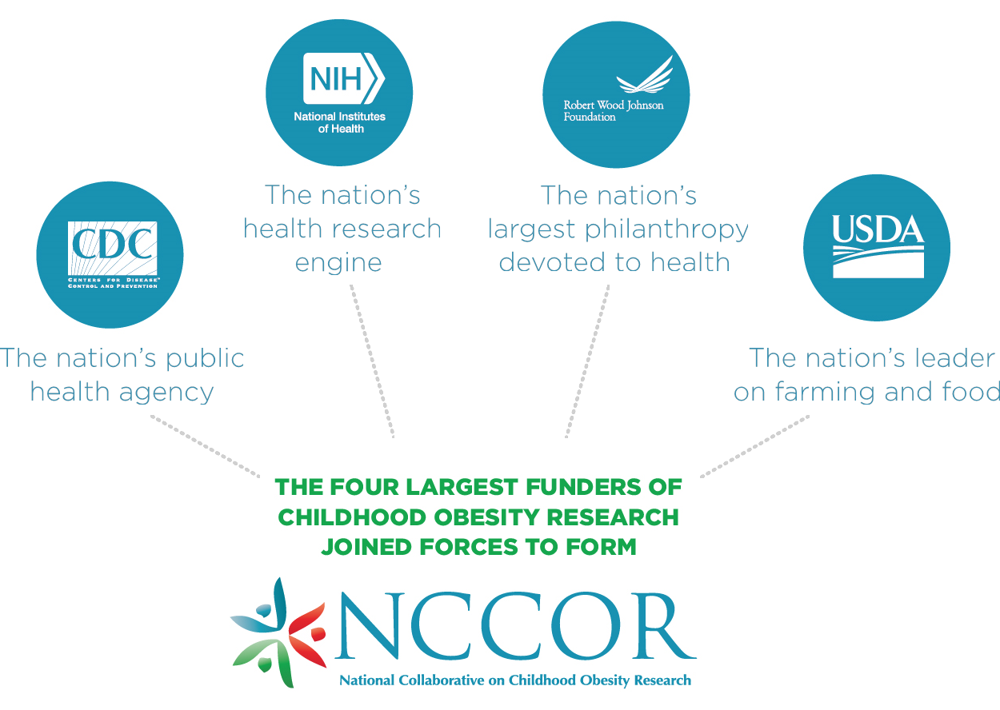 NIH
National Institutes
of Health
The nation's
health research
engine
Robert Wood Johnson
Foundation
The nation's
largest philanthropy
devoted to health
CDC
CENTERS FOR DISEASE™
CONTROL AND PREVENTION
The nation's public
health agency
USDA
The nation's leader
on farming and food
THE FOUR LARGEST FUNDERS OF
CHILDHOOD OBESITY RESEARCH
JOINED FORCES TO FORM
NCCOR
National Collaborative on Childhood Obesity Research